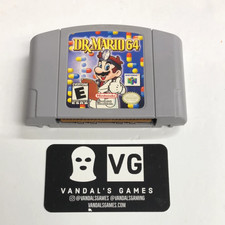 DR.MARIO 64
E
VG
VANDAL'S GAMES
@VANDALSGAMES @VANDALSGAMING
VANDALSGAMES.COM